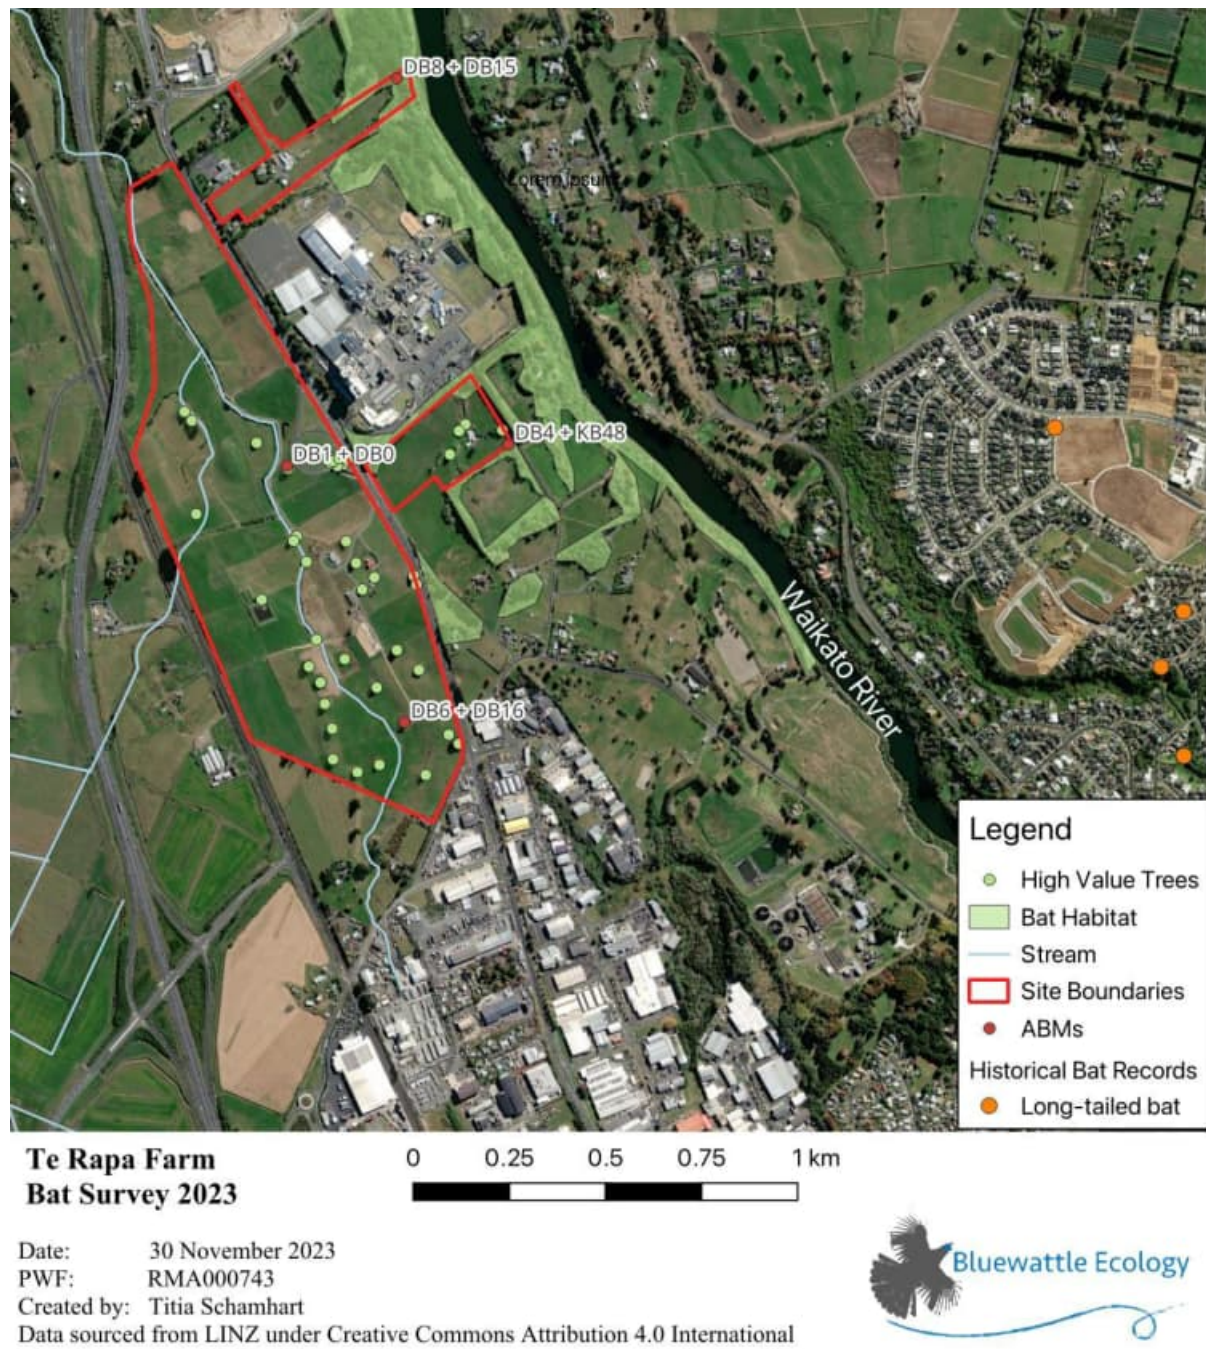 DB8 + DB15
Lorem ipsum
DB4 + KB48
DB1 + DB0
Waikato River
DB6 + DB16
Legend
High Value Trees
Bat Habitat
Stream
Site Boundaries
ABMs
Historical Bat Records
Long-tailed bat
Te Rapa Farm
Bat Survey 2023
0 0.25 0.5 0.75 1 km
Date: 30 November 2023
PWF: RMA000743
Created by: Titia Schamhart
Data sourced from LINZ under Creative Commons Attribution 4.0 International
Bluewattle Ecology